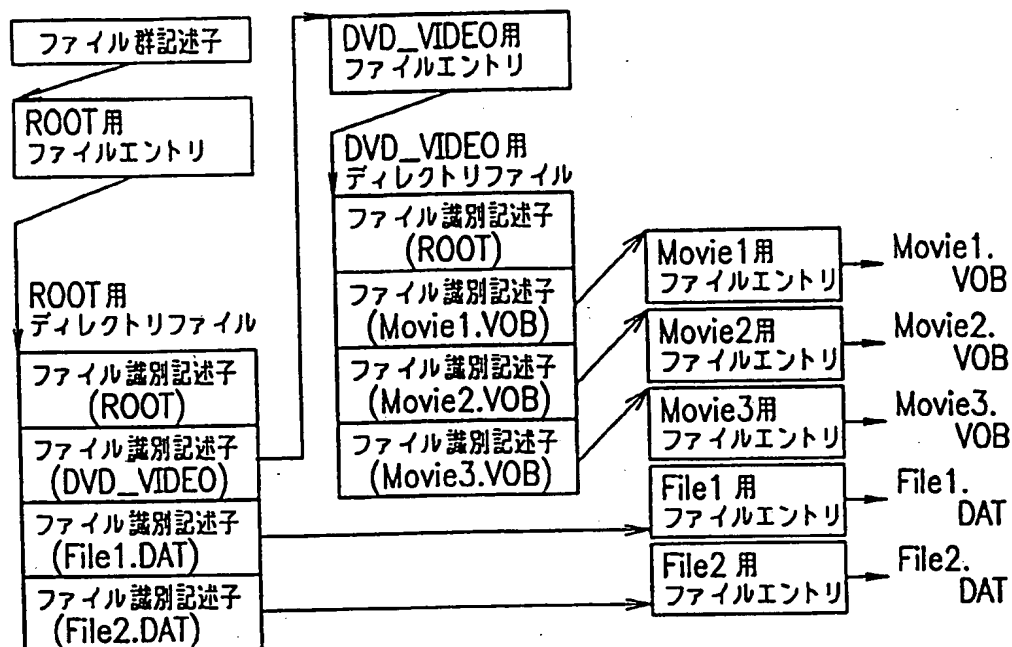 ファイル群記述子
ROOT用
ファイルエントリ
ROOT用
ディレクトリファイル
ファイル識別記述子
(ROOT)
ファイル識別記述子
(DVD_VIDEO)
ファイル識別記述子
(File1.DAT)
ファイル識別記述子
(File2.DAT)
DVD_VIDEO用
ファイルエントリ
DVD_VIDEO用
ディレクトリファイル
ファイル識別記述子
(ROOT)
ファイル識別記述子
(Movie1.VOB)
ファイル識別記述子
(Movie2.VOB)
ファイル識別記述子
(Movie3.VOB)
Movie1用
ファイルエントリ
Movie1.
VOB
Movie2用
ファイルエントリ
Movie2.
VOB
Movie3用
ファイルエントリ
Movie3.
VOB
File1用
ファイルエントリ
File1.
DAT
File2用
ファイルエントリ
File2.
DAT